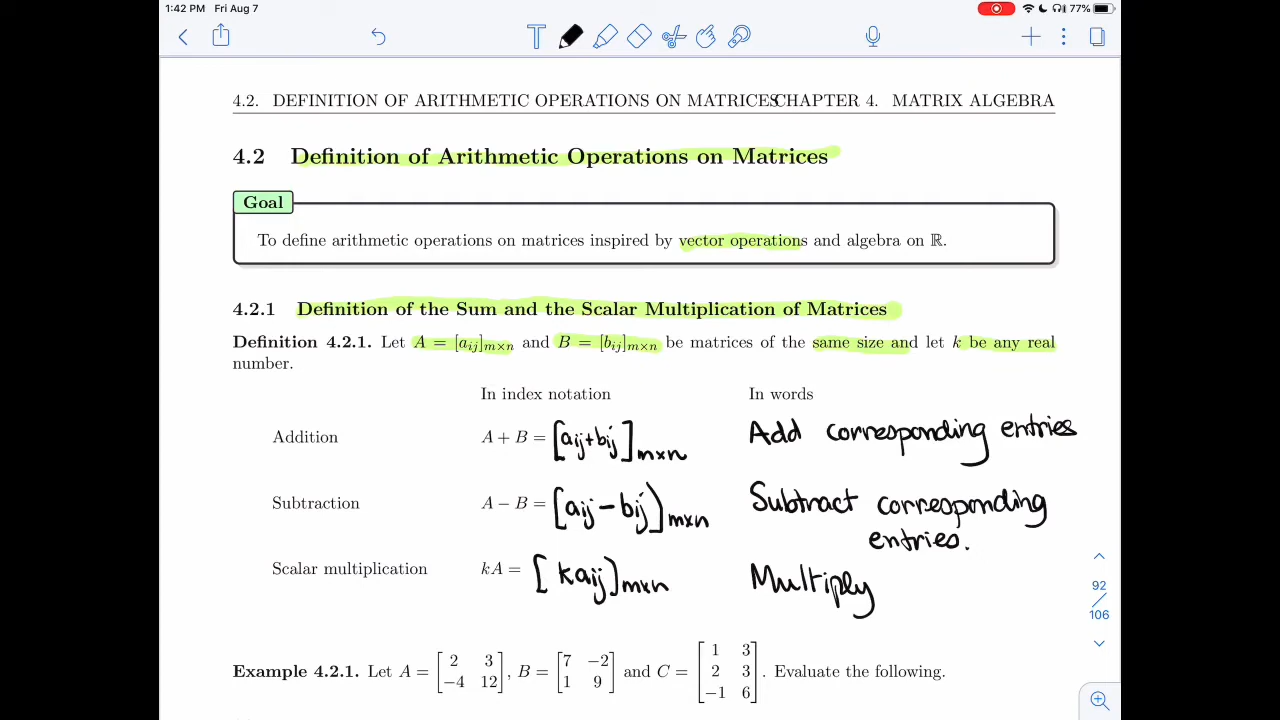 1:42 PM Fri Aug 7 77%
4.2. DEFINITION OF ARITHMETIC OPERATIONS ON MATRICES CHAPTER 4. MATRIX ALGEBRA
4.2 Definition of Arithmetic Operations on Matrices
Goal
To define arithmetic operations on matrices inspired by vector operations and algebra on ℝ.
4.2.1 Definition of the Sum and the Scalar Multiplication of Matrices
Definition 4.2.1. Let A = [aij]m×n and B = [bij]m×n be matrices of the same size and let k be any real
number.
In index notation In words
Addition A + B = [aij+bij]m×n Add corresponding entries
Subtraction A − B = [aij − bij]m×n Subtract corresponding
entries.
Scalar multiplication kA = [kaij]m×n Multiply
92
106
Example 4.2.1. Let A = [2 3; −4 12], B = [7 −2; 1 9] and C = [1 3; 2 3; −1 6]. Evaluate the following.